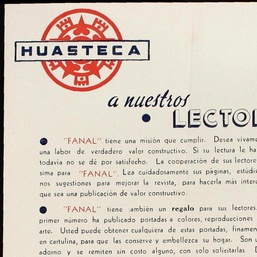 HUASTECA
a nuestros
LECTO
"FANAL" tiene una misión que cumplir. Desea vivame
una labor de verdadero valor constructivo. Si su lectura le ha
todavía no se dé por satisfecho. La cooperación de sus lectore
sima para "FANAL". Lea cuidadosamente sus páginas, estúdie
nos sugestiones para mejorar la revista, para hacerla más intere
que sea una publicación de valor constructivo.
"FANAL" tiene ambién un regalo para sus lectores.
primer número ha publicado portadas a colores, reproducciones
arte. Usted puede obtener cualquiera de estas portadas, finamen
en cartulina, para que las conserve y embellezca su hogar. Son u
adorno y se remiten sin costo alguno, con solo solicitarlas. D